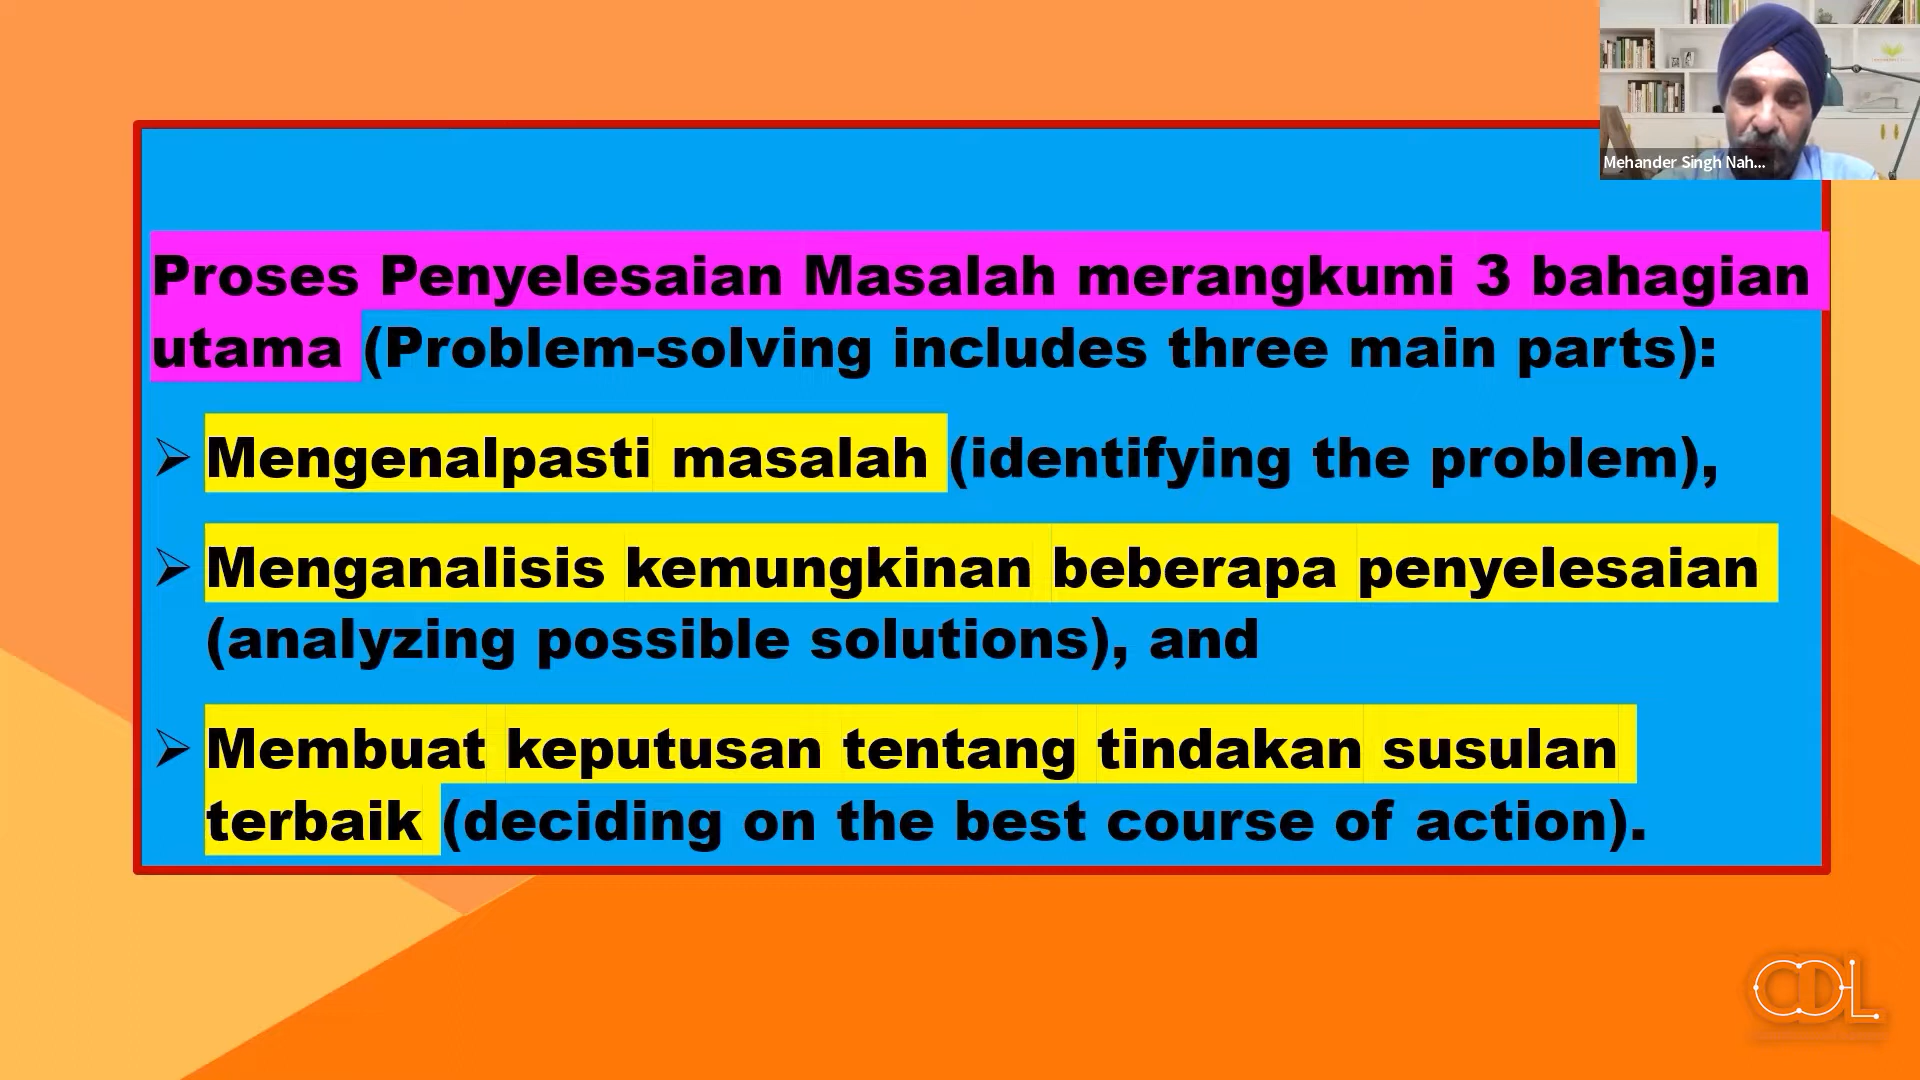 Mehander Singh Nah...
Proses Penyelesaian Masalah merangkumi 3 bahagian
utama (Problem-solving includes three main parts):
➢ Mengenalpasti masalah (identifying the problem),
➢ Menganalisis kemungkinan beberapa penyelesaian
(analyzing possible solutions), and
➢ Membuat keputusan tentang tindakan susulan
terbaik (deciding on the best course of action).
CDL